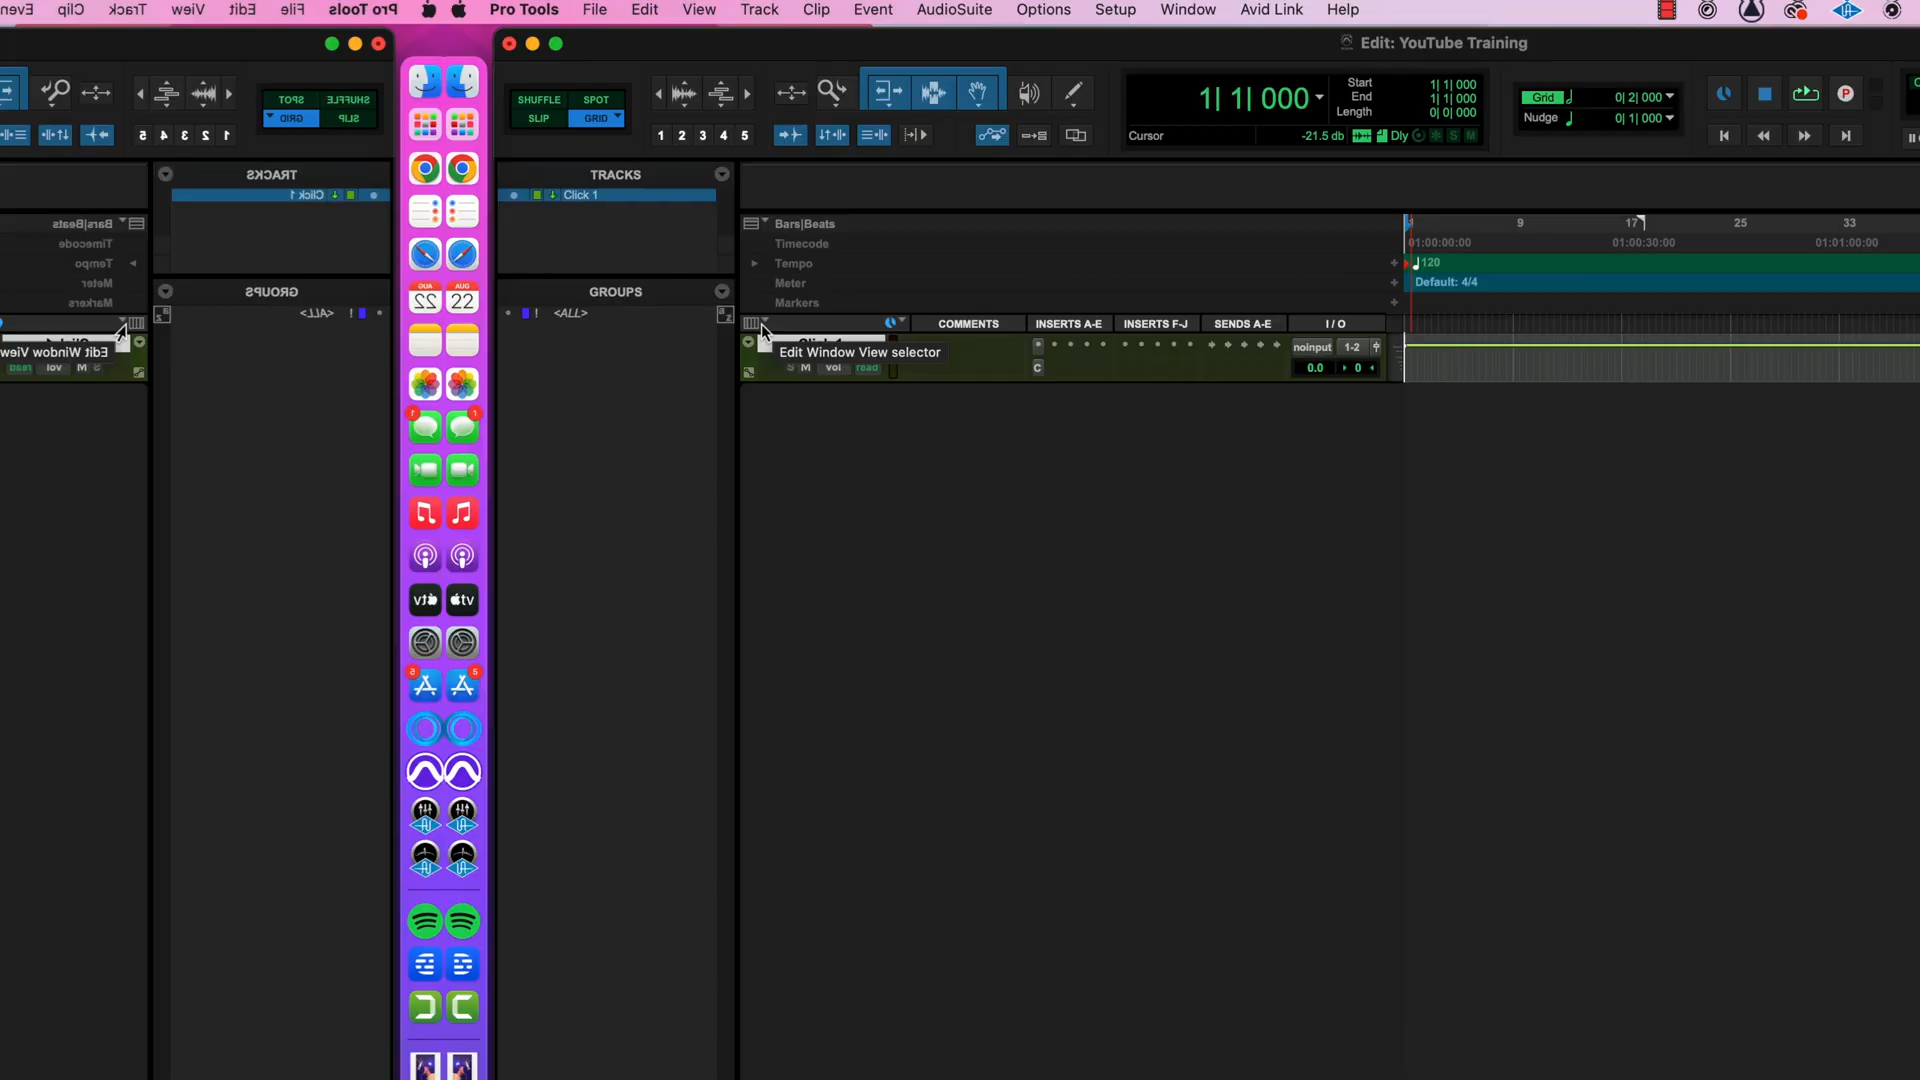 Pro Tools File Edit View Track Clip Event AudioSuite Options Setup Window Avid Link Help
Edit: YouTube Training
SHUFFLE SPOT
SLIP GRID
1 2 3 4 5
1| 1| 000
Start 1| 1| 000
End 1| 1| 000
Length 0| 0| 000
Cursor -21.5 db Dly S M
Grid 0| 2| 000
Nudge 0| 1| 000
P
TRACKS
Click 1
GROUPS
! <ALL>
Bars|Beats 9 17 25 33
Timecode 01:00:00:00 01:00:30:00 01:01:00:00
Tempo 120
Meter Default: 4/4
Markers
COMMENTS INSERTS A-E INSERTS F-J SENDS A-E I / O
Edit Window View selector
noinput 1-2
S M vol read C 0.0 0
AUG
22
1
tv
5